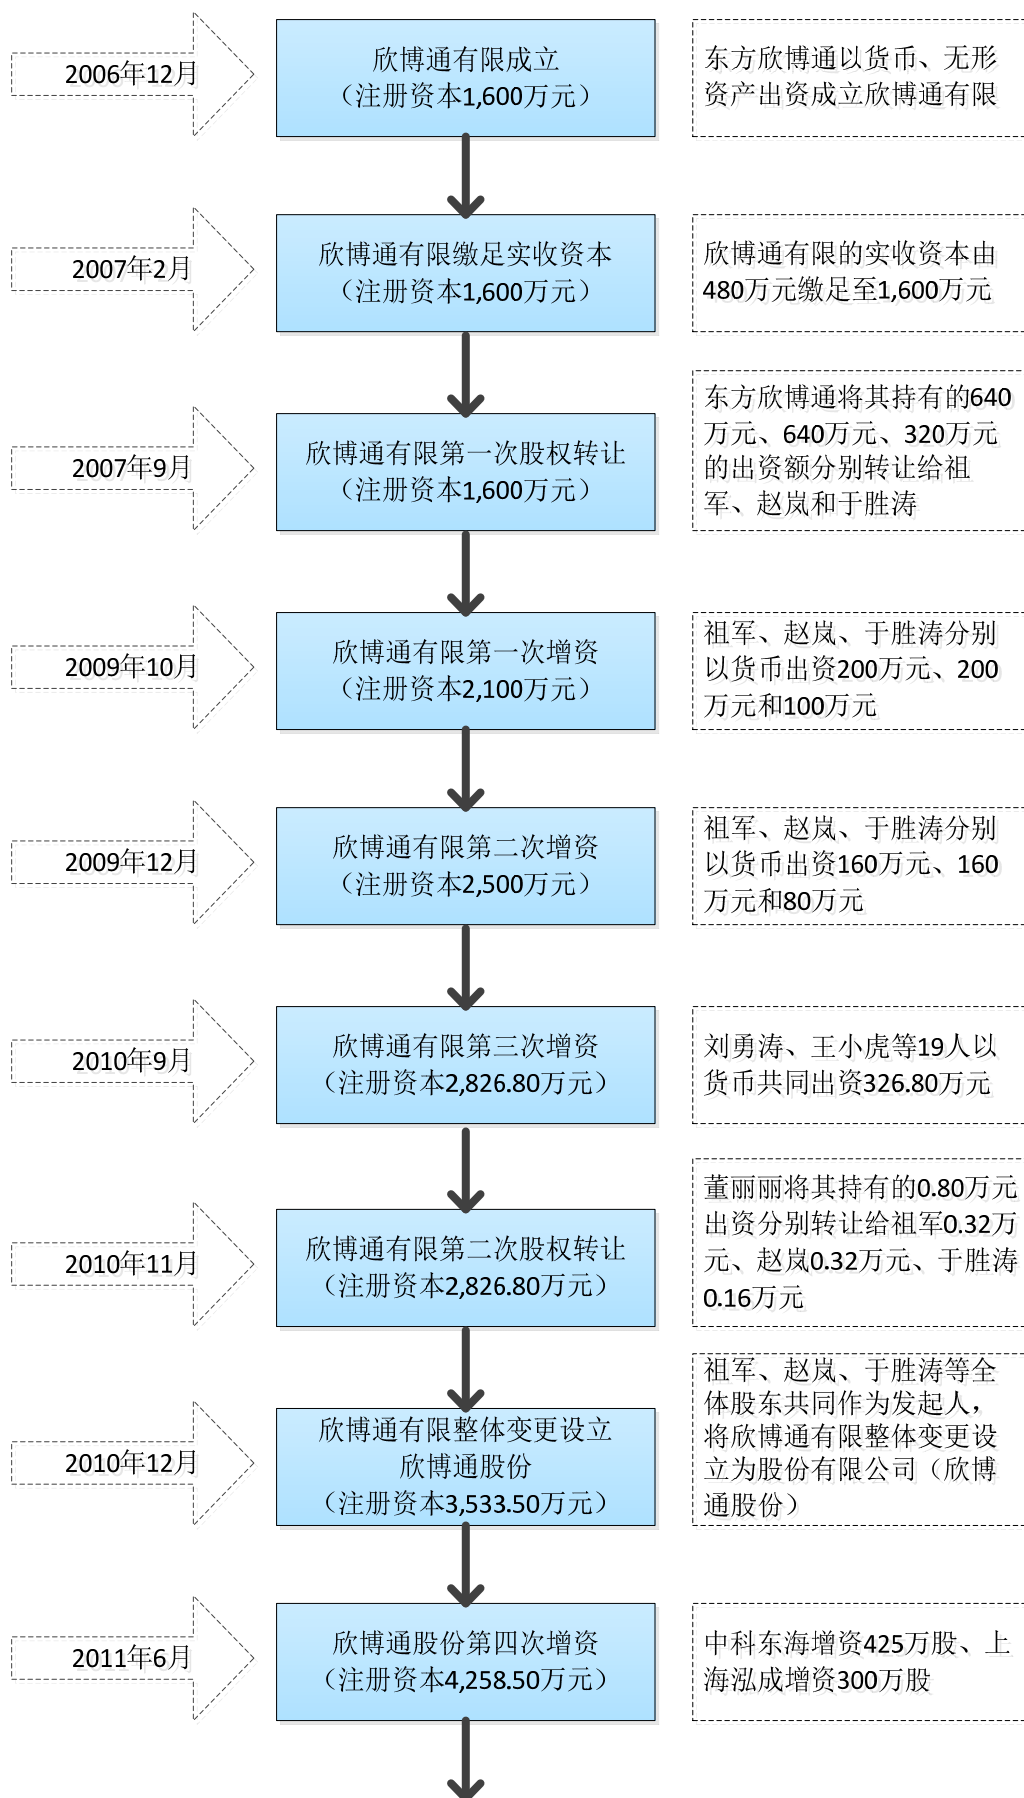 2006年12月
欣博通有限成立
（注册资本1,600万元）
东方欣博通以货币、无形
资产出资成立欣博通有限
2007年2月
欣博通有限缴足实收资本
（注册资本1,600万元）
欣博通有限的实收资本由
480万元缴足至1,600万元
2007年9月
欣博通有限第一次股权转让
（注册资本1,600万元）
东方欣博通将其持有的640
万元、640万元、320万元
的出资额分别转让给祖
军、赵岚和于胜涛
2009年10月
欣博通有限第一次增资
（注册资本2,100万元）
祖军、赵岚、于胜涛分别
以货币出资200万元、200
万元和100万元
2009年12月
欣博通有限第二次增资
（注册资本2,500万元）
祖军、赵岚、于胜涛分别
以货币出资160万元、160
万元和80万元
2010年9月
欣博通有限第三次增资
（注册资本2,826.80万元）
刘勇涛、王小虎等19人以
货币共同出资326.80万元
2010年11月
欣博通有限第二次股权转让
（注册资本2,826.80万元）
董丽丽将其持有的0.80万元
出资分别转让给祖军0.32万
元、赵岚0.32万元、于胜涛
0.16万元
2010年12月
欣博通有限整体变更设立
欣博通股份
（注册资本3,533.50万元）
祖军、赵岚、于胜涛等全
体股东共同作为发起人，
将欣博通有限整体变更设
立为股份有限公司（欣博
通股份）
2011年6月
欣博通股份第四次增资
（注册资本4,258.50万元）
中科东海增资425万股、上
海泓成增资300万股